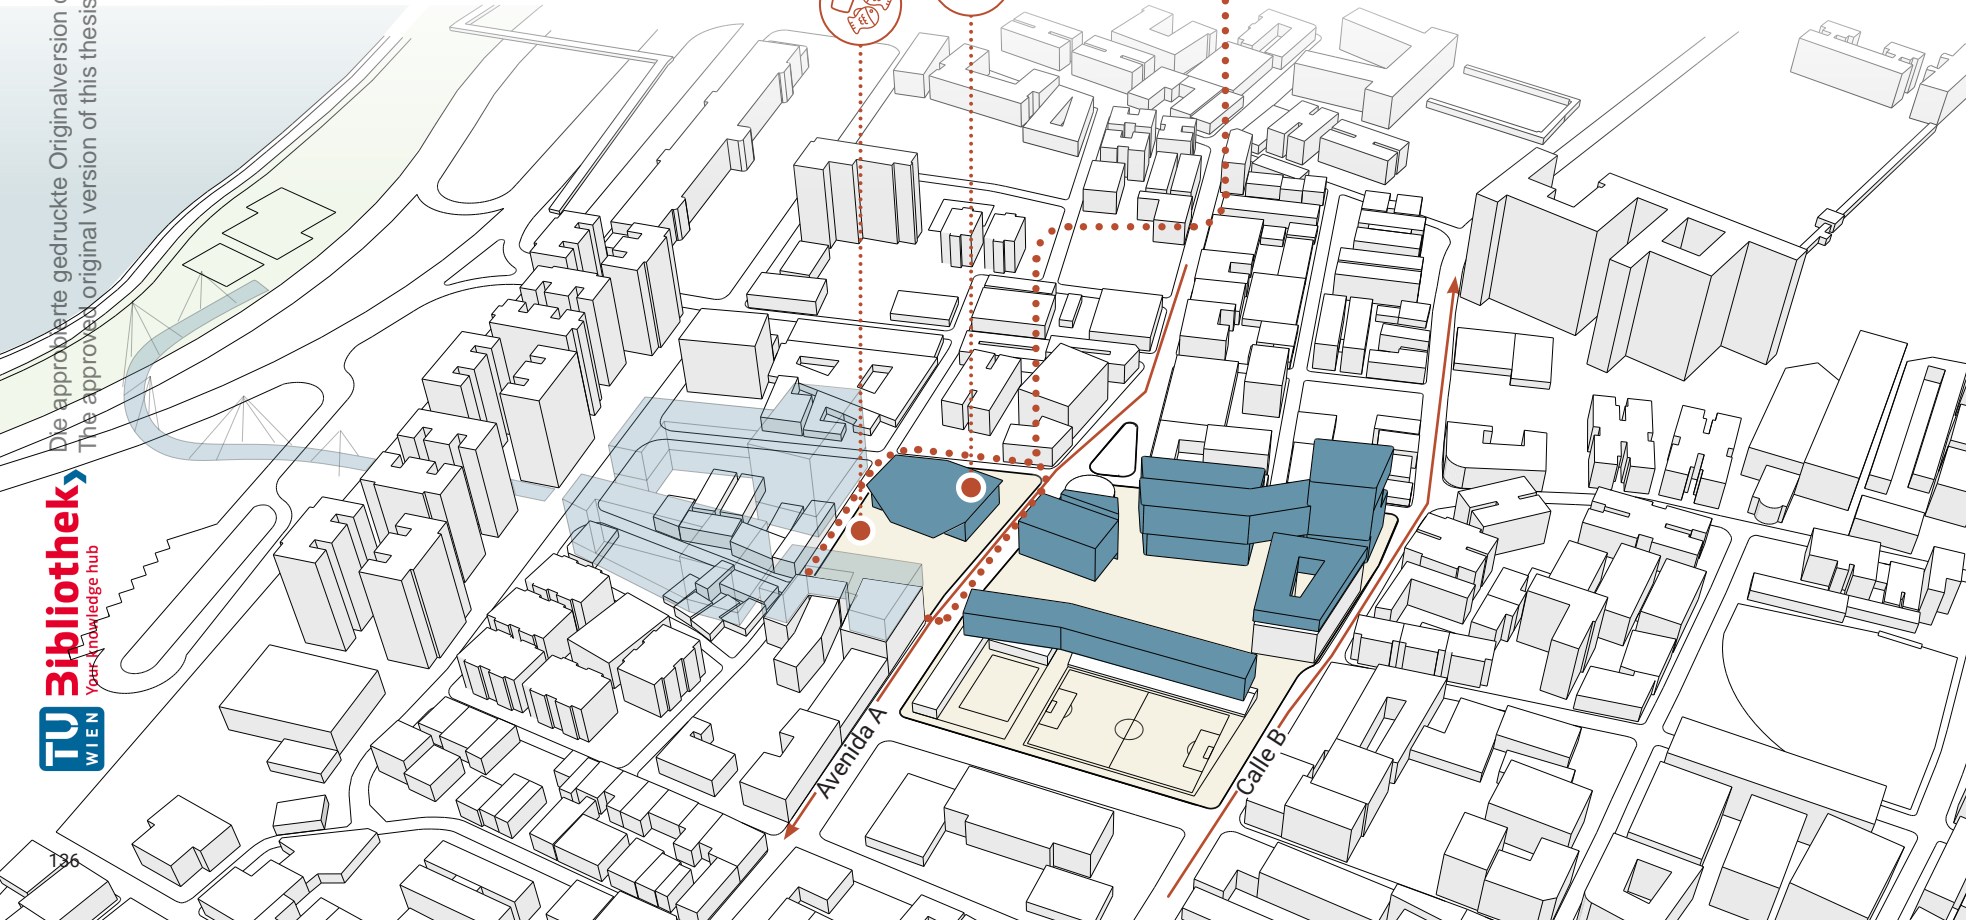 Die approbierte gedruckte Originalversion
The approved original version of this thesis
TU
WIEN
Bibliothek
Your knowledge hub
Avenida A
Calle B
136